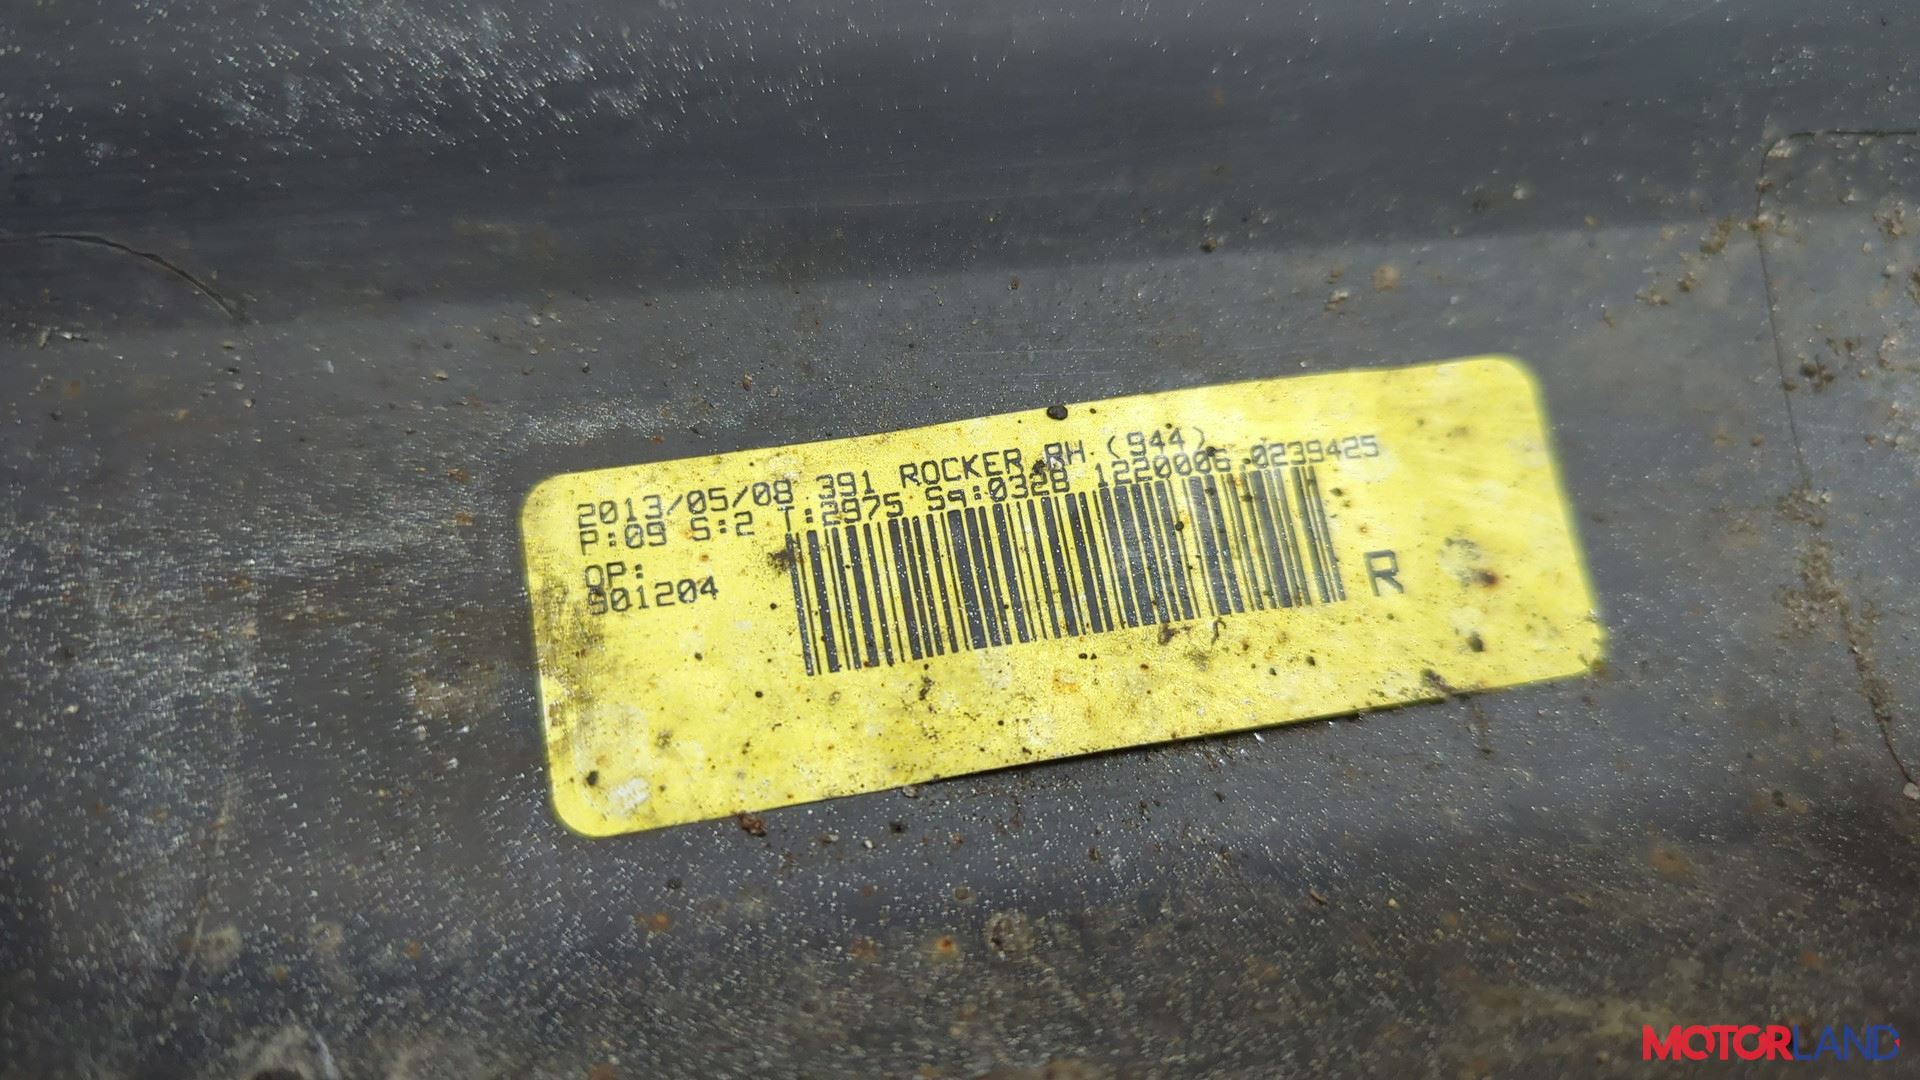 2013/05/08 391 ROCKER RH (944)
P:09 S:2 T:2975 Sq:0328 1220006 0239425
OP:
901204
R
MOTORLAND